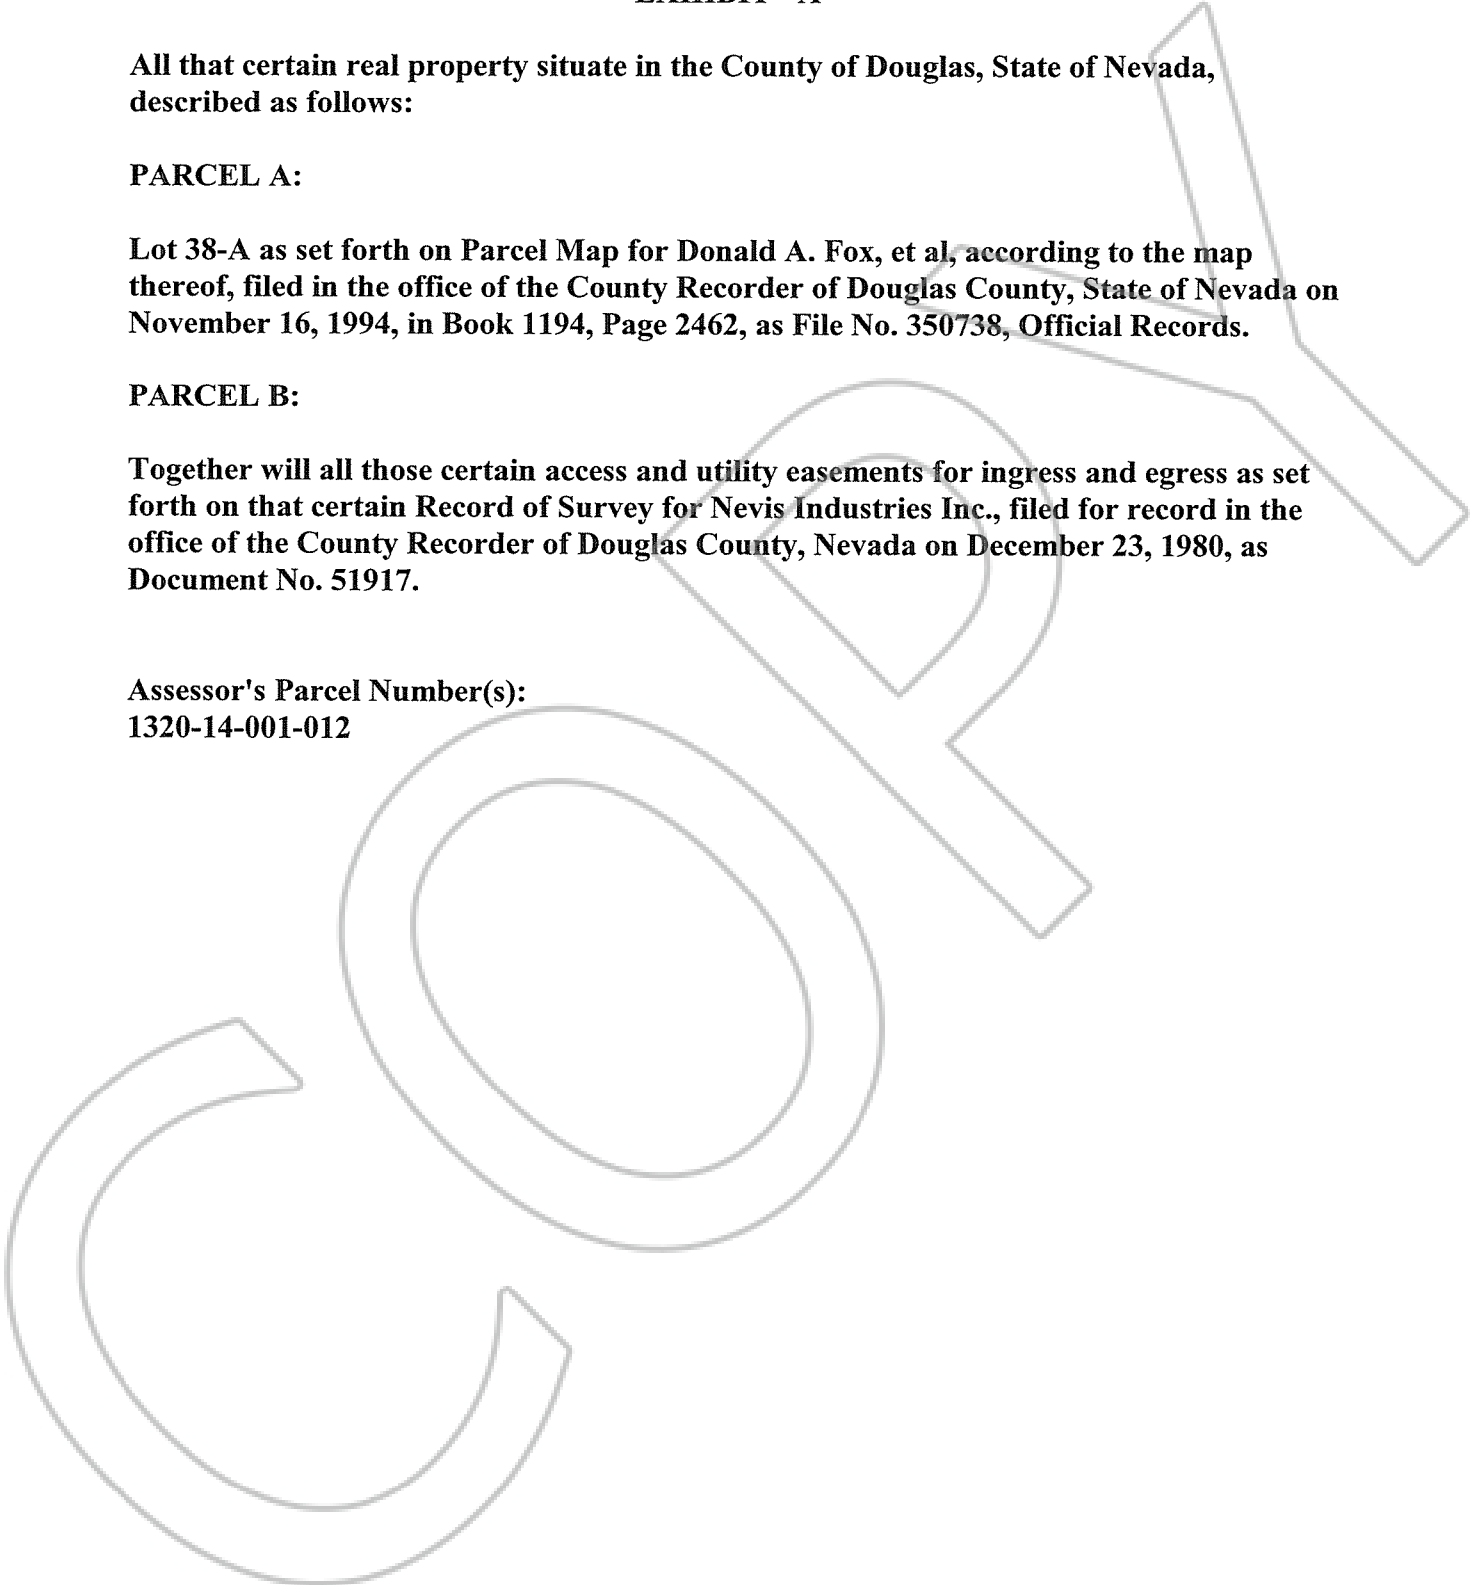 All that certain real property situate in the County of Douglas, State of Nevada,
described as follows:
PARCEL A:
Lot 38-A as set forth on Parcel Map for Donald A. Fox, et al, according to the map
thereof, filed in the office of the County Recorder of Douglas County, State of Nevada on
November 16, 1994, in Book 1194, Page 2462, as File No. 350738, Official Records.
PARCEL B:
Together will all those certain access and utility easements for ingress and egress as set
forth on that certain Record of Survey for Nevis Industries Inc., filed for record in the
office of the County Recorder of Douglas County, Nevada on December 23, 1980, as
Document No. 51917.
Assessor's Parcel Number(s):
1320-14-001-012
COPY